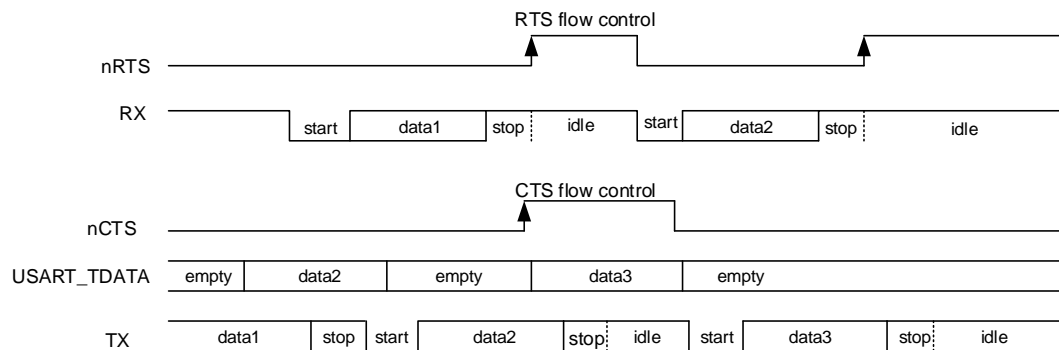 RTS flow control
nRTS
RX
start data1 stop idle start data2 stop idle
CTS flow control
nCTS
USART_TDATA empty data2 empty data3 empty
TX data1 stop start data2 stop idle start data3 stop idle